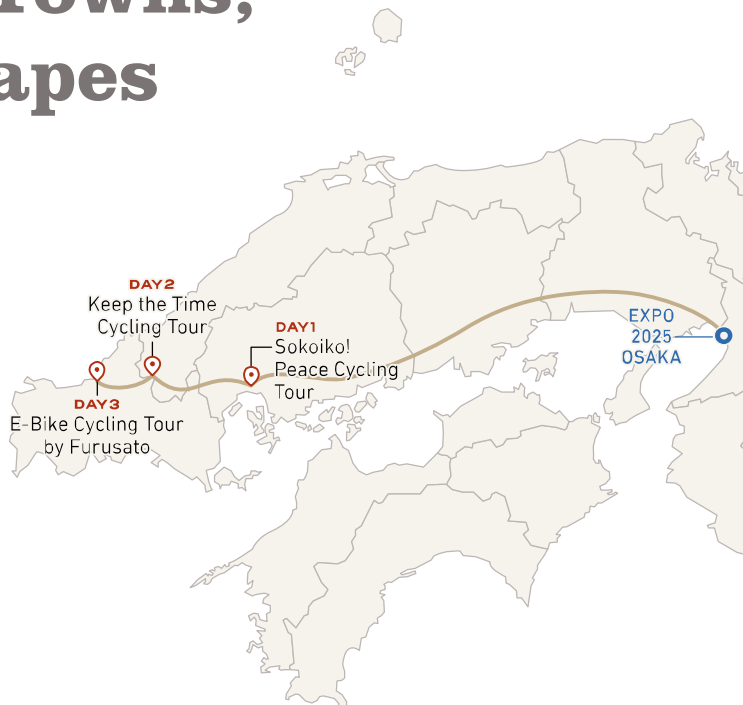 Towns,
apes
DAY2
Keep the Time
Cycling Tour
DAY1
Sokoiko!
Peace Cycling
Tour
EXPO
2025
OSAKA
DAY3
E-Bike Cycling Tour
by Furusato